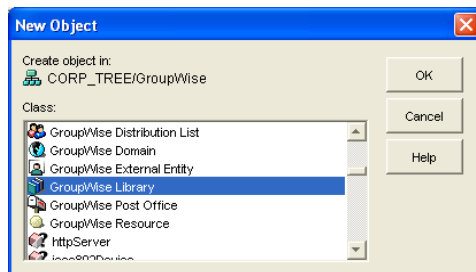 New Object
Create object in:
CORP_TREE/GroupWise
OK
Class:
Cancel
GroupWise Distribution List
GroupWise Domain
GroupWise External Entity
Help
GroupWise Library
GroupWise Post Office
GroupWise Resource
httpServer
ieee802Device